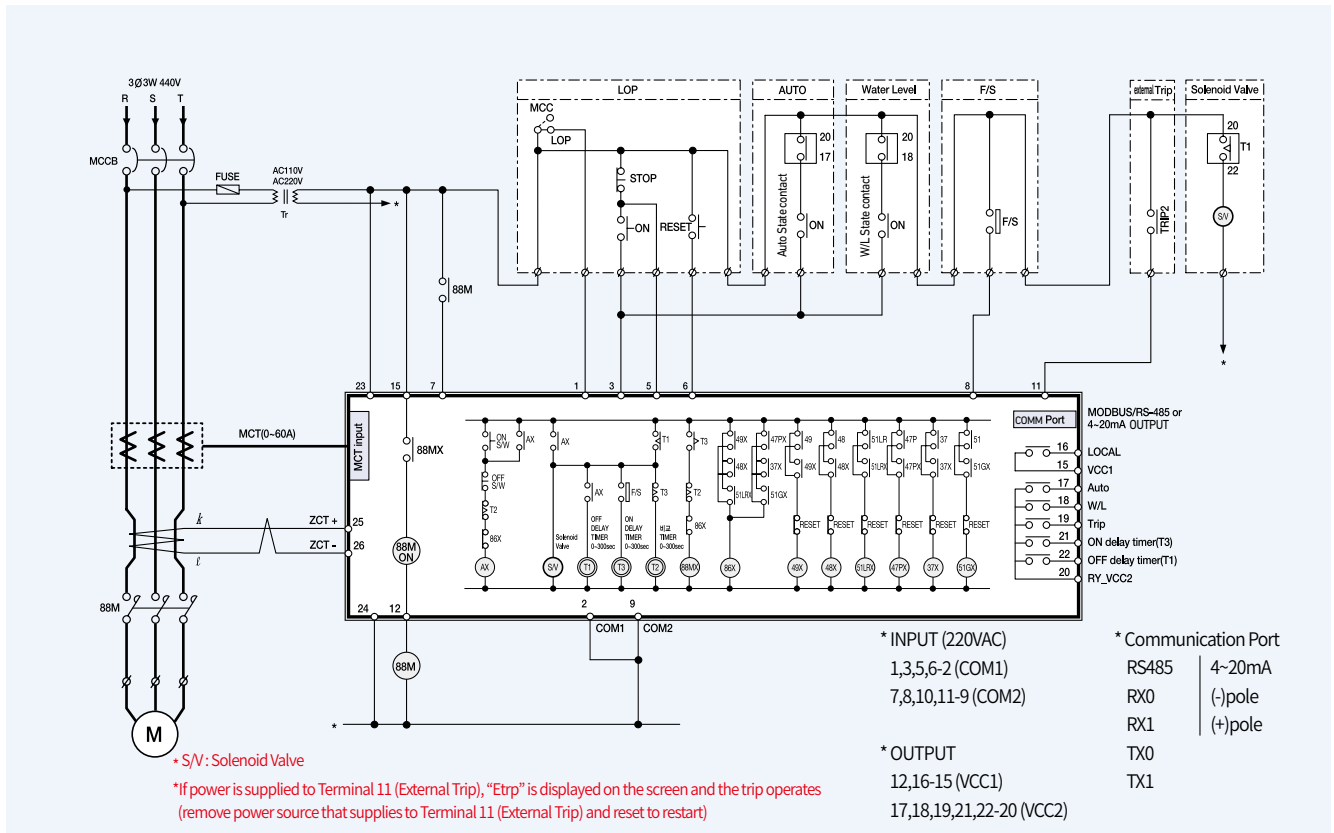 3Ø3W 440V
R S T
MCCB
FUSE
AC110V
AC220V
Tr
*
LOP
MCC
LOP
STOP
ON
RESET
AUTO
20
17
Auto State contact
ON
Water Level
20
18
W/L State contact
ON
F/S
F/S
external Trip
TRIP2
Solenoid Valve
20
T1
22
S/V
*
88M
23 15 7 1 3 5 6 8 11
MCT(0~60A)
MCT input
88MX
ON
S/W
AX
OFF
S/W
T2
86X
AX
AX
Solenoid
Valve
S/V
AX
OFF
DELAY
TIMER
0~300sec
T1
F/S
ON
DELAY
TIMER
0~300sec
T3
T1
T3
비고
TIMER
0~300sec
T2
T3
T2
86X
88MX
49X
48X
51LRX
47PX
37X
51GX
86X
49
49X
RESET
49X
48
48X
RESET
48X
51LR
51LRX
RESET
51LRX
47P
47PX
RESET
47PX
37
37X
RESET
37X
51
51GX
RESET
51GX
COMM Port
MODBUS/RS-485 or
4~20mA OUTPUT
16 LOCAL
15 VCC1
17 Auto
18 W/L
19 Trip
21 ON delay timer(T3)
22 OFF delay timer(T1)
20 RY_VCC2
k
ZCT + 25
ZCT - 26
l
88M
ON
88M
24 12 2 9
COM1 COM2
88M
M
*
* S/V : Solenoid Valve
*If power is supplied to Terminal 11 (External Trip), “Etrp” is displayed on the screen and the trip operates
(remove power source that supplies to Terminal 11 (External Trip) and reset to restart)
* INPUT (220VAC)
1,3,5,6-2 (COM1)
7,8,10,11-9 (COM2)
* OUTPUT
12,16-15 (VCC1)
17,18,19,21,22-20 (VCC2)
* Communication Port
RS485 4~20mA
RX0 (-)pole
RX1 (+)pole
TX0
TX1